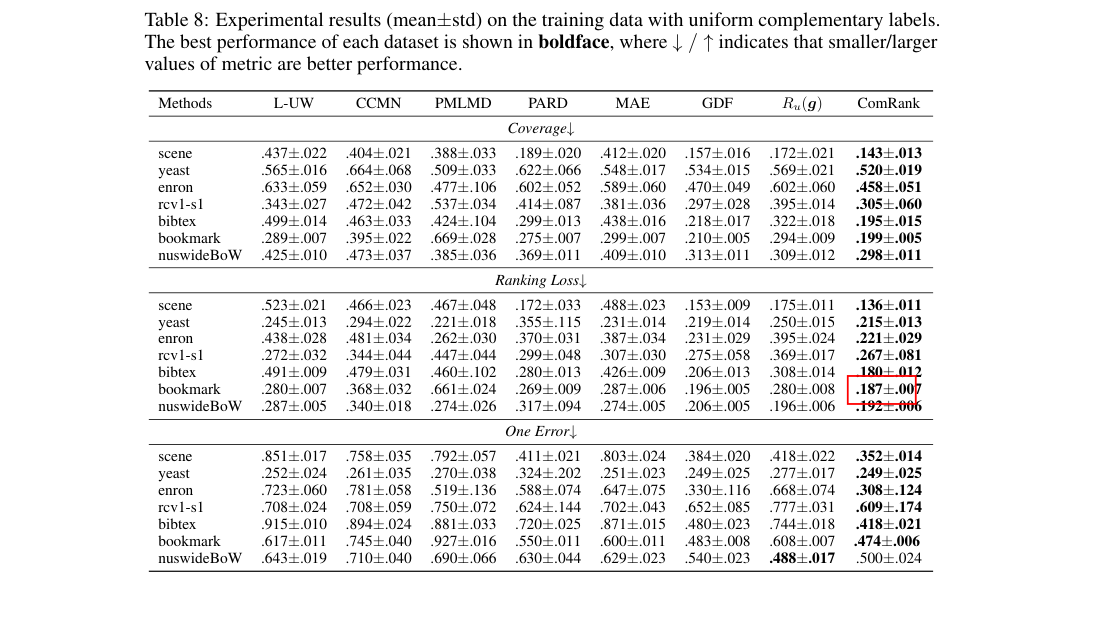 Table 8: Experimental results (mean±std) on the training data with uniform complementary labels.
The best performance of each dataset is shown in boldface, where ↓ / ↑ indicates that smaller/larger
values of metric are better performance.
Methods L-UW CCMN PMLMD PARD MAE GDF Rᵤ(g) ComRank
Coverage↓
scene .437±.022 .404±.021 .388±.033 .189±.020 .412±.020 .157±.016 .172±.021 .143±.013
yeast .565±.016 .664±.068 .509±.033 .622±.066 .548±.017 .534±.015 .569±.021 .520±.019
enron .633±.059 .652±.030 .477±.106 .602±.052 .589±.060 .470±.049 .602±.060 .458±.051
rcv1-s1 .343±.027 .472±.042 .537±.034 .414±.087 .381±.036 .297±.028 .395±.014 .305±.060
bibtex .499±.014 .463±.033 .424±.104 .299±.013 .438±.016 .218±.017 .322±.018 .195±.015
bookmark .289±.007 .395±.022 .669±.028 .275±.007 .299±.007 .210±.005 .294±.009 .199±.005
nuswideBoW .425±.010 .473±.037 .385±.036 .369±.011 .409±.010 .313±.011 .309±.012 .298±.011
Ranking Loss↓
scene .523±.021 .466±.023 .467±.048 .172±.033 .488±.023 .153±.009 .175±.011 .136±.011
yeast .245±.013 .294±.022 .221±.018 .355±.115 .231±.014 .219±.014 .250±.015 .215±.013
enron .438±.028 .481±.034 .262±.030 .370±.031 .387±.034 .231±.029 .395±.024 .221±.029
rcv1-s1 .272±.032 .344±.044 .447±.044 .299±.048 .307±.030 .275±.058 .369±.017 .267±.081
bibtex .491±.009 .479±.031 .460±.102 .280±.013 .426±.009 .206±.013 .308±.014 .180±.012
bookmark .280±.007 .368±.032 .661±.024 .269±.009 .287±.006 .196±.005 .280±.008 .187±.007
nuswideBoW .287±.005 .340±.018 .274±.026 .317±.094 .274±.005 .206±.005 .196±.006 .192±.006
One Error↓
scene .851±.017 .758±.035 .792±.057 .411±.021 .803±.024 .384±.020 .418±.022 .352±.014
yeast .252±.024 .261±.035 .270±.038 .324±.202 .251±.023 .249±.025 .277±.017 .249±.025
enron .723±.060 .781±.058 .519±.136 .588±.074 .647±.075 .330±.116 .668±.074 .308±.124
rcv1-s1 .708±.024 .708±.059 .750±.072 .624±.144 .702±.043 .652±.085 .777±.031 .609±.174
bibtex .915±.010 .894±.024 .881±.033 .720±.025 .871±.015 .480±.023 .744±.018 .418±.021
bookmark .617±.011 .745±.040 .927±.016 .550±.011 .600±.011 .483±.008 .608±.007 .474±.006
nuswideBoW .643±.019 .710±.040 .690±.066 .630±.044 .629±.023 .540±.023 .488±.017 .500±.024